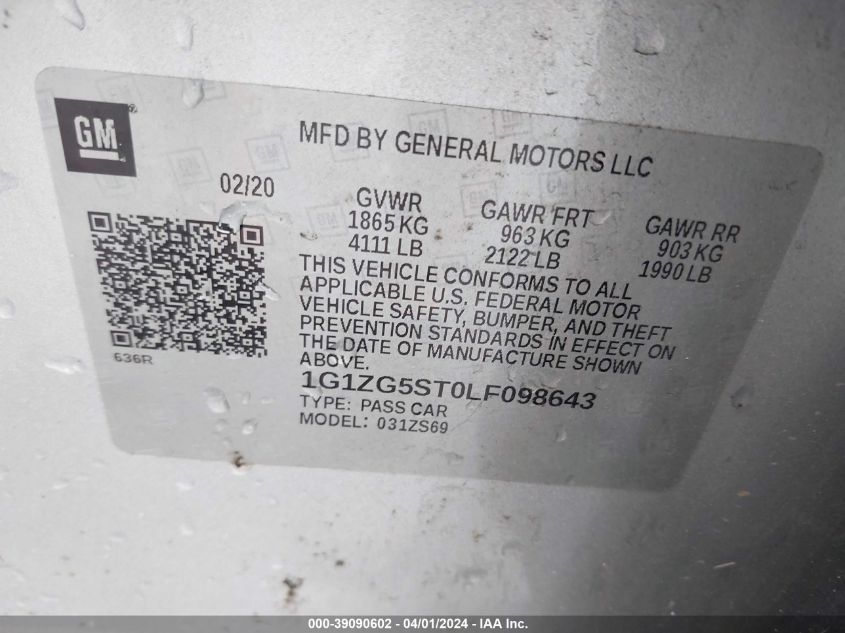 GM
MFD BY GENERAL MOTORS LLC
02/20
GVWR
1865 KG
4111 LB
GAWR FRT
963 KG
2122 LB
GAWR RR
903 KG
1990 LB
THIS VEHICLE CONFORMS TO ALL
APPLICABLE U.S. FEDERAL MOTOR
VEHICLE SAFETY, BUMPER, AND THEFT
PREVENTION STANDARDS IN EFFECT ON
THE DATE OF MANUFACTURE SHOWN
ABOVE.
636R
1G1ZG5ST0LF098643
TYPE: PASS CAR
MODEL: 031ZS69
000-39090602 - 04/01/2024 - IAA Inc.